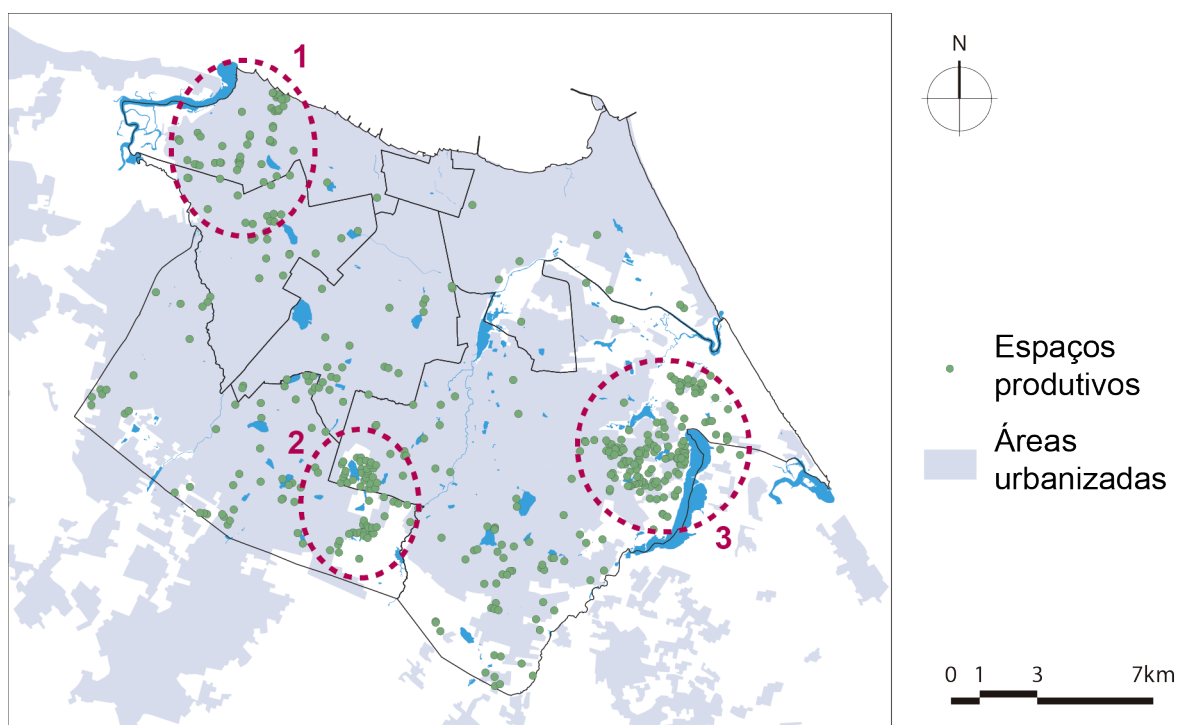 1
2
3
N
Espaços
produtivos
Áreas
urbanizadas
0 1 3 7km